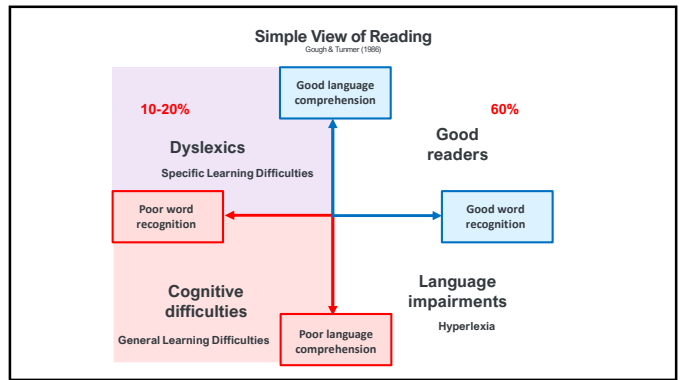 Simple View of Reading
Gough & Tunmer (1986)
Good language
comprehension
10-20%
60%
Dyslexics
Specific Learning Difficulties
Good
readers
Poor word
recognition
Good word
recognition
Cognitive
difficulties
General Learning Difficulties
Language
impairments
Hyperlexia
Poor language
comprehension